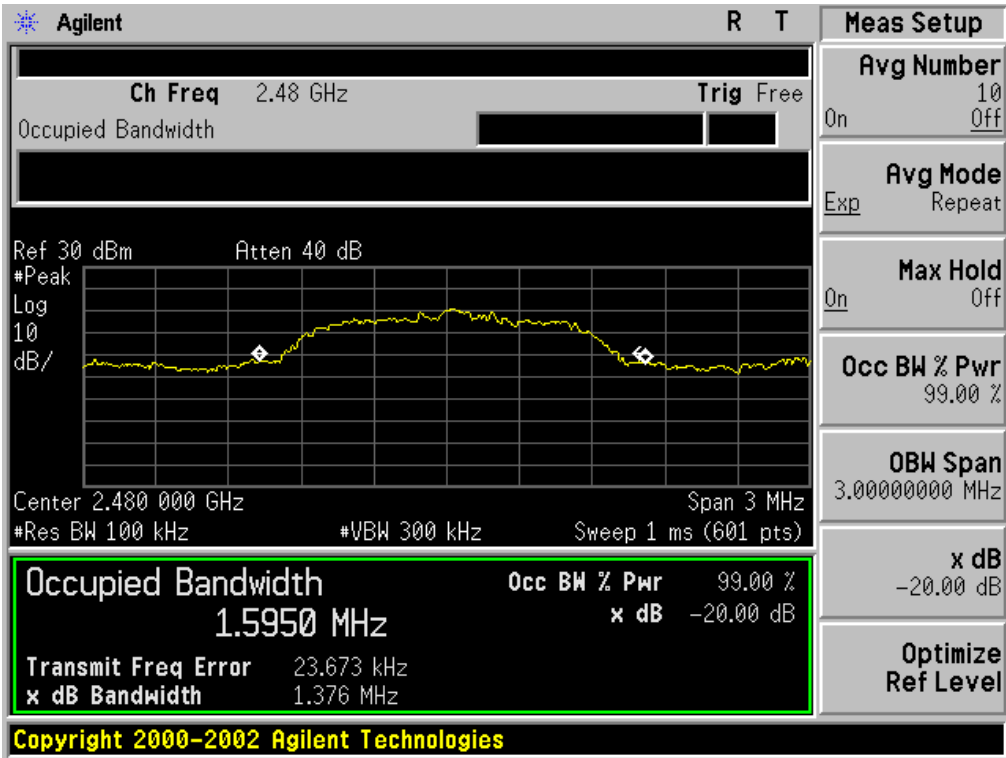 Agilent R T
Ch Freq 2.48 GHz Trig Free
Occupied Bandwidth
Ref 30 dBm Atten 40 dB
#Peak
Log
10
dB/
Center 2.480 000 GHz Span 3 MHz
#Res BW 100 kHz #VBW 300 kHz Sweep 1 ms (601 pts)
Occupied Bandwidth Occ BW % Pwr 99.00 %
1.5950 MHz x dB -20.00 dB
Transmit Freq Error 23.673 kHz
x dB Bandwidth 1.376 MHz
Copyright 2000-2002 Agilent Technologies
Meas Setup
Avg Number
10
On Off
Avg Mode
Exp Repeat
Max Hold
On Off
Occ BW % Pwr
99.00 %
OBW Span
3.00000000 MHz
x dB
-20.00 dB
Optimize
Ref Level